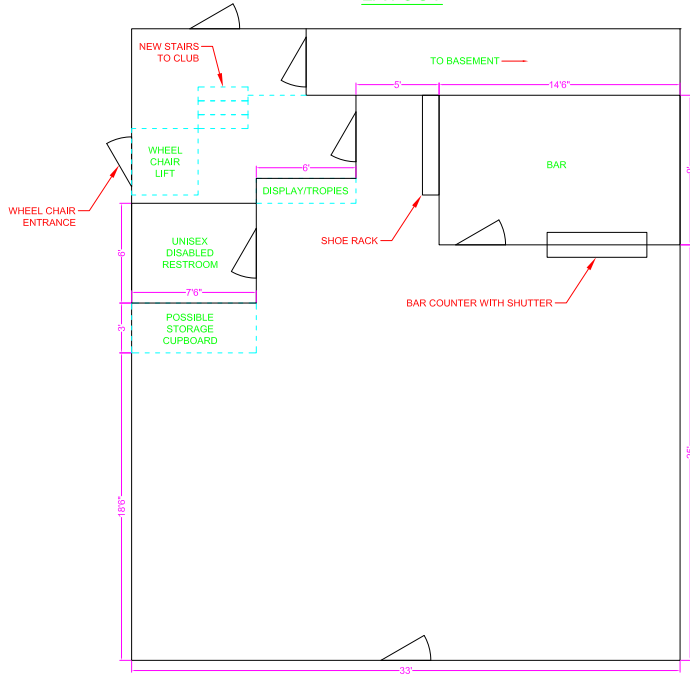 NEW STAIRS
TO CLUB
TO BASEMENT
5'
14'6"
WHEEL
CHAIR
LIFT
6'
BAR
DISPLAY/TROPIES
WHEEL CHAIR
ENTRANCE
SHOE RACK
UNISEX
DISABLED
RESTROOM
6'
7'6"
BAR COUNTER WITH SHUTTER
POSSIBLE
STORAGE
CUPBOARD
3'
18'6"
33'